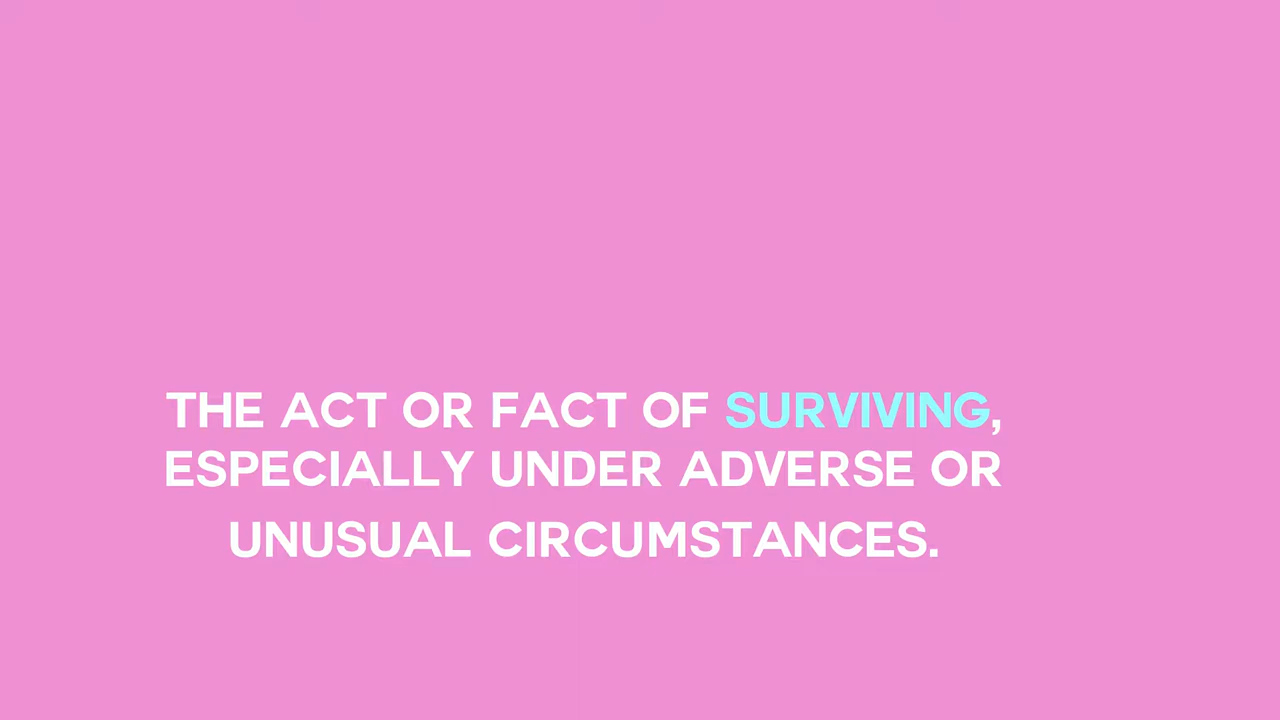 THE ACT OR FACT OF SURVIVING,
ESPECIALLY UNDER ADVERSE OR
UNUSUAL CIRCUMSTANCES.